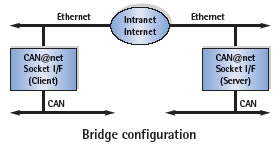 Ethernet
Intranet
Internet
Ethernet
CAN@net
Socket I/F
(Client)
CAN@net
Socket I/F
(Server)
CAN
CAN
Bridge configuration